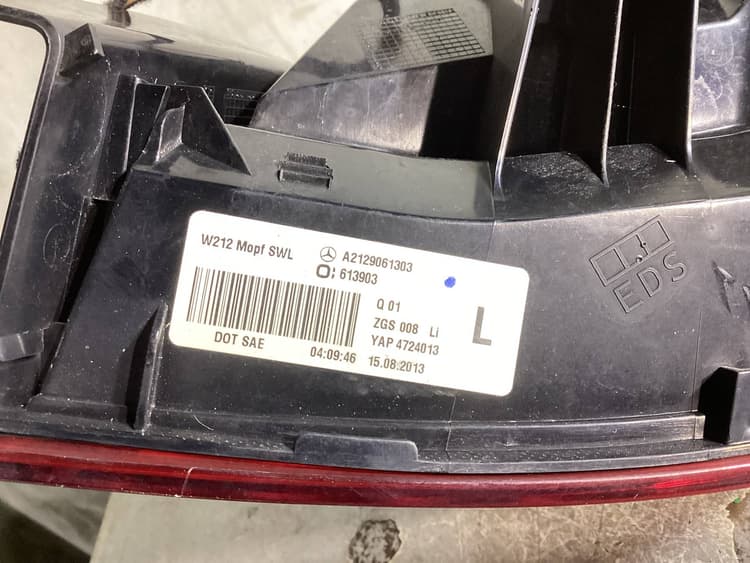 W212 Mopf SWL A2129061303
613903
Q 01
ZGS 008 Li
YAP 4724013
L
DOT SAE 04:09:46 15.08.2013
EDS